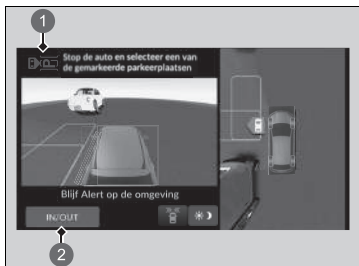 1
Stop de auto en selecteer een van
de gemarkeerde parkeerplaatsen
Blijf Alert op de omgeving
IN/OUT
2